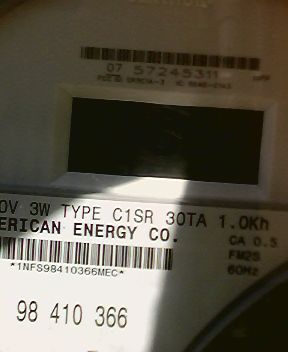 07 57245311
0V 3W TYPE C1SR 30TA 1.0Kh
ERICAN ENERGY CO.
CA 0.5
*1NFS98410366MEC*
FM2S
60Hz
98 410 366